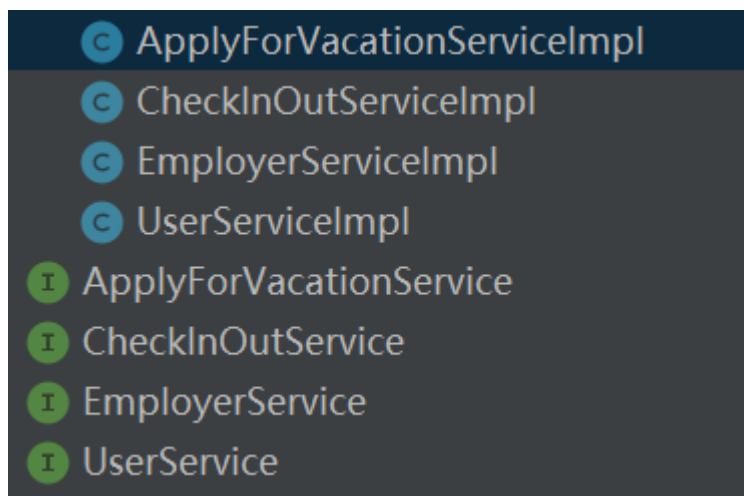 C ApplyForVacationServiceImpl
C CheckInOutServiceImpl
C EmployerServiceImpl
C UserServiceImpl
I ApplyForVacationService
I CheckInOutService
I EmployerService
I UserService